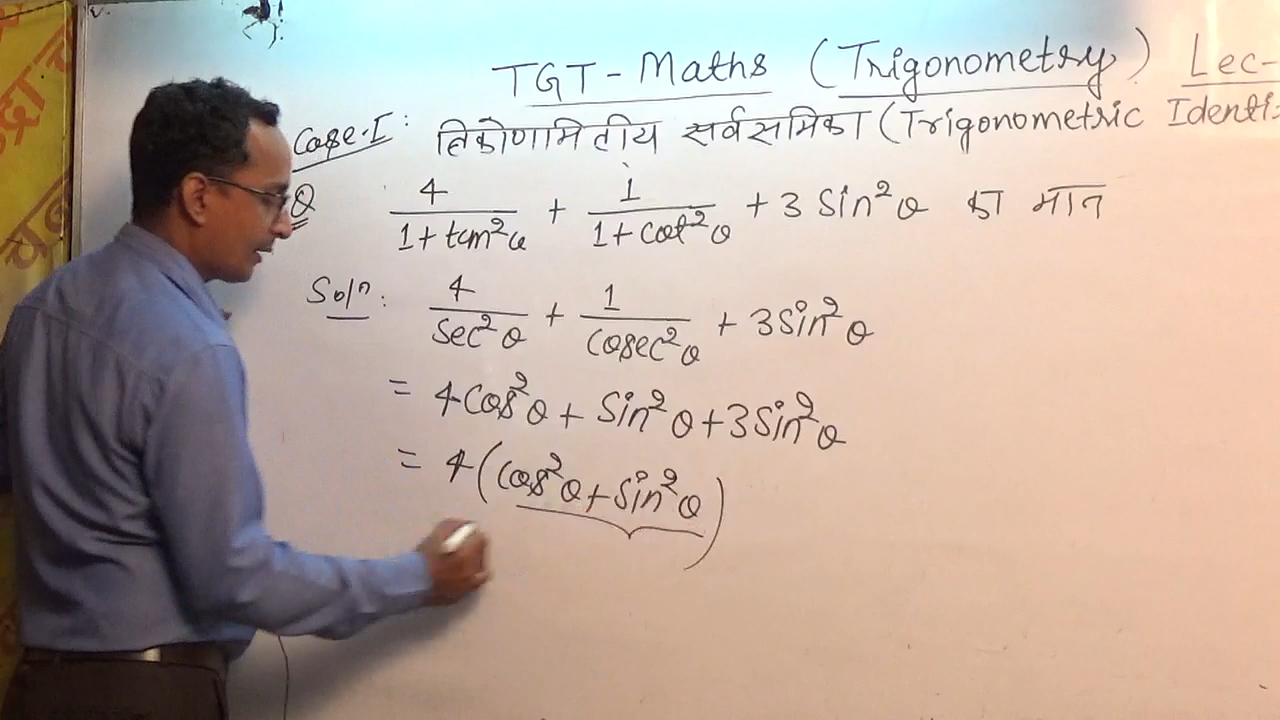 TGT - Maths (Trigonometry) Lec-
Case-I: त्रिकोणामितीय सर्वसमिका (Trigonometric Identi
Q 4/(1+tan²θ) + 1/(1+cot²θ) + 3 Sin²θ का मान
Solⁿ: 4/(Sec²θ) + 1/(Cosec²θ) + 3Sin²θ
= 4Cos²θ + Sin²θ + 3Sin²θ
= 4(Cos²θ + Sin²θ)